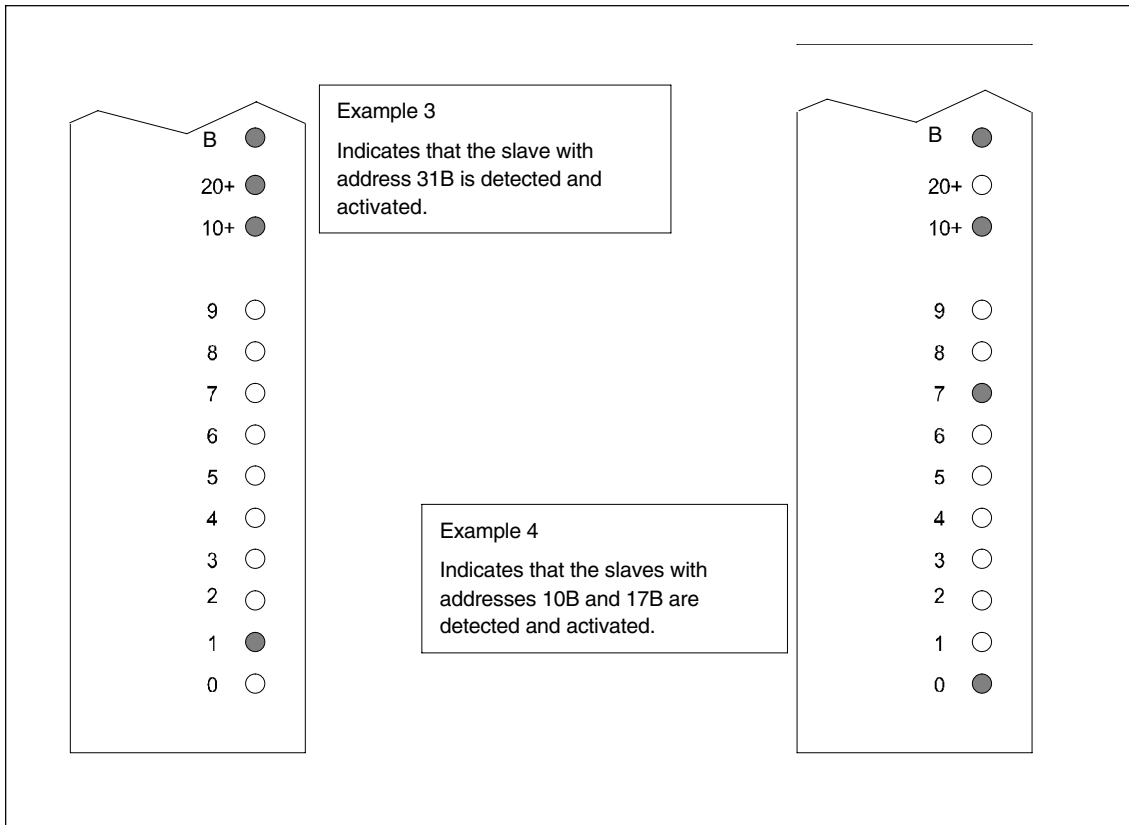 Example 3
Indicates that the slave with
address 31B is detected and
activated.
B
20+
10+
9
8
7
6
5
4
3
2
1
0
Example 4
Indicates that the slaves with
addresses 10B and 17B are
detected and activated.
B
20+
10+
9
8
7
6
5
4
3
2
1
0